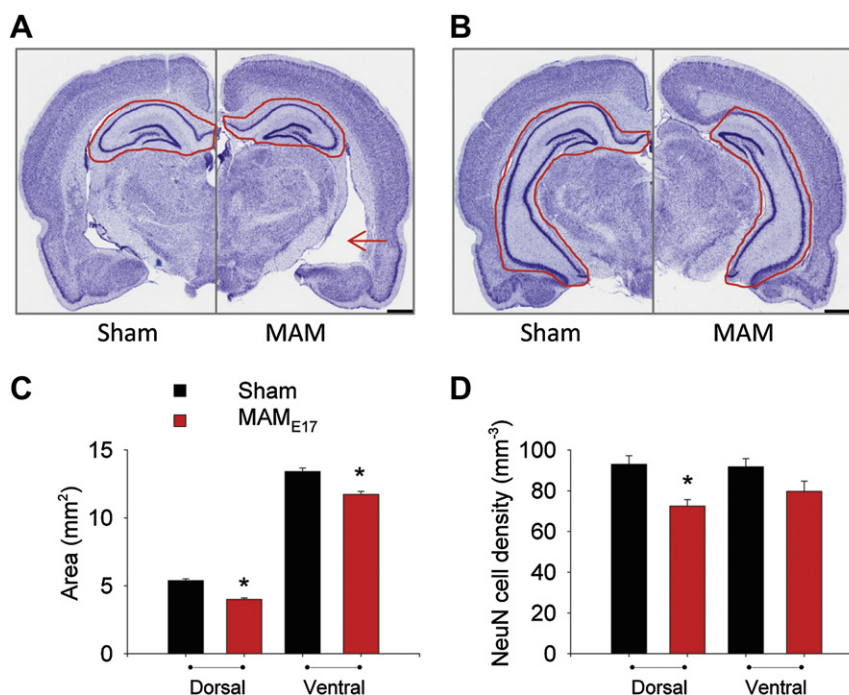 A
B
Sham
MAM
Sham
MAM
C
Sham
MAM_E17
Area (mm²)
15
10
5
0
*
*
Dorsal
Ventral
D
NeuN cell density (mm⁻³)
100
80
60
40
20
0
*
Dorsal
Ventral